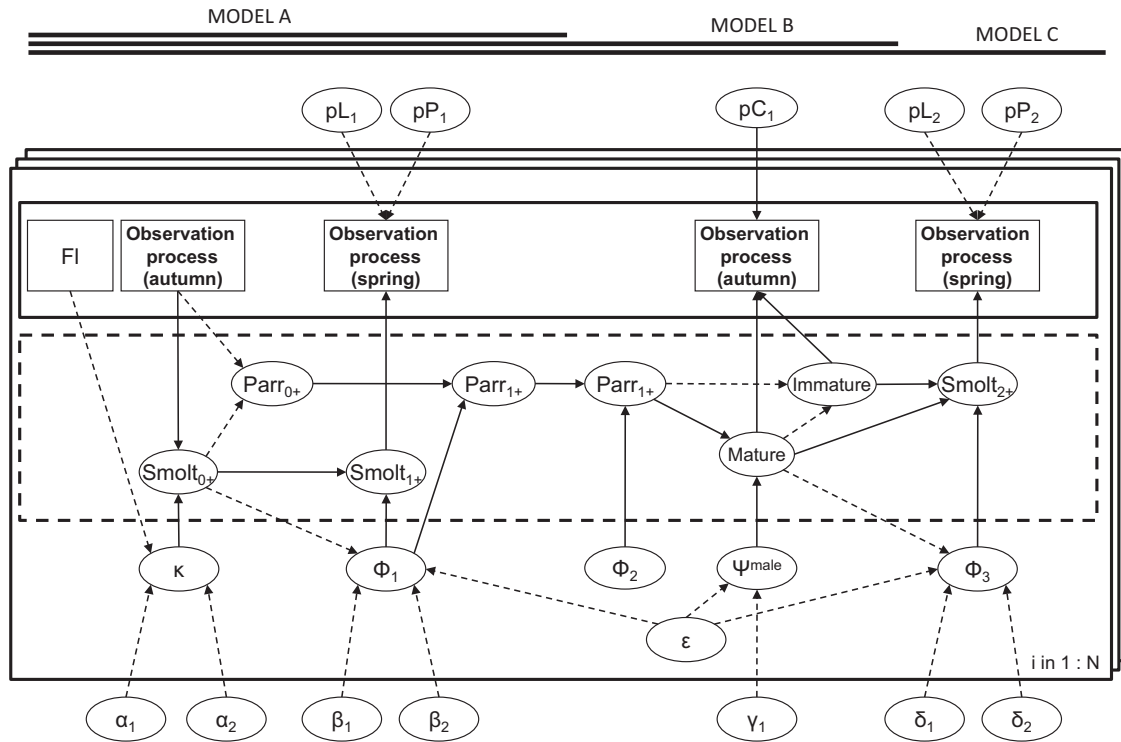 MODEL A
MODEL B
MODEL C
pL₁
pP₁
pC₁
pL₂
pP₂
FI
Observation
process
(autumn)
Observation
process
(spring)
Observation
process
(autumn)
Observation
process
(spring)
Parr₀₊
Parr₁₊
Parr₁₊
Immature
Smolt₂₊
Smolt₀₊
Smolt₁₊
Mature
κ
Φ₁
Φ₂
Ψmale
Φ₃
ε
i in 1 : N
α₁
α₂
β₁
β₂
γ₁
δ₁
δ₂